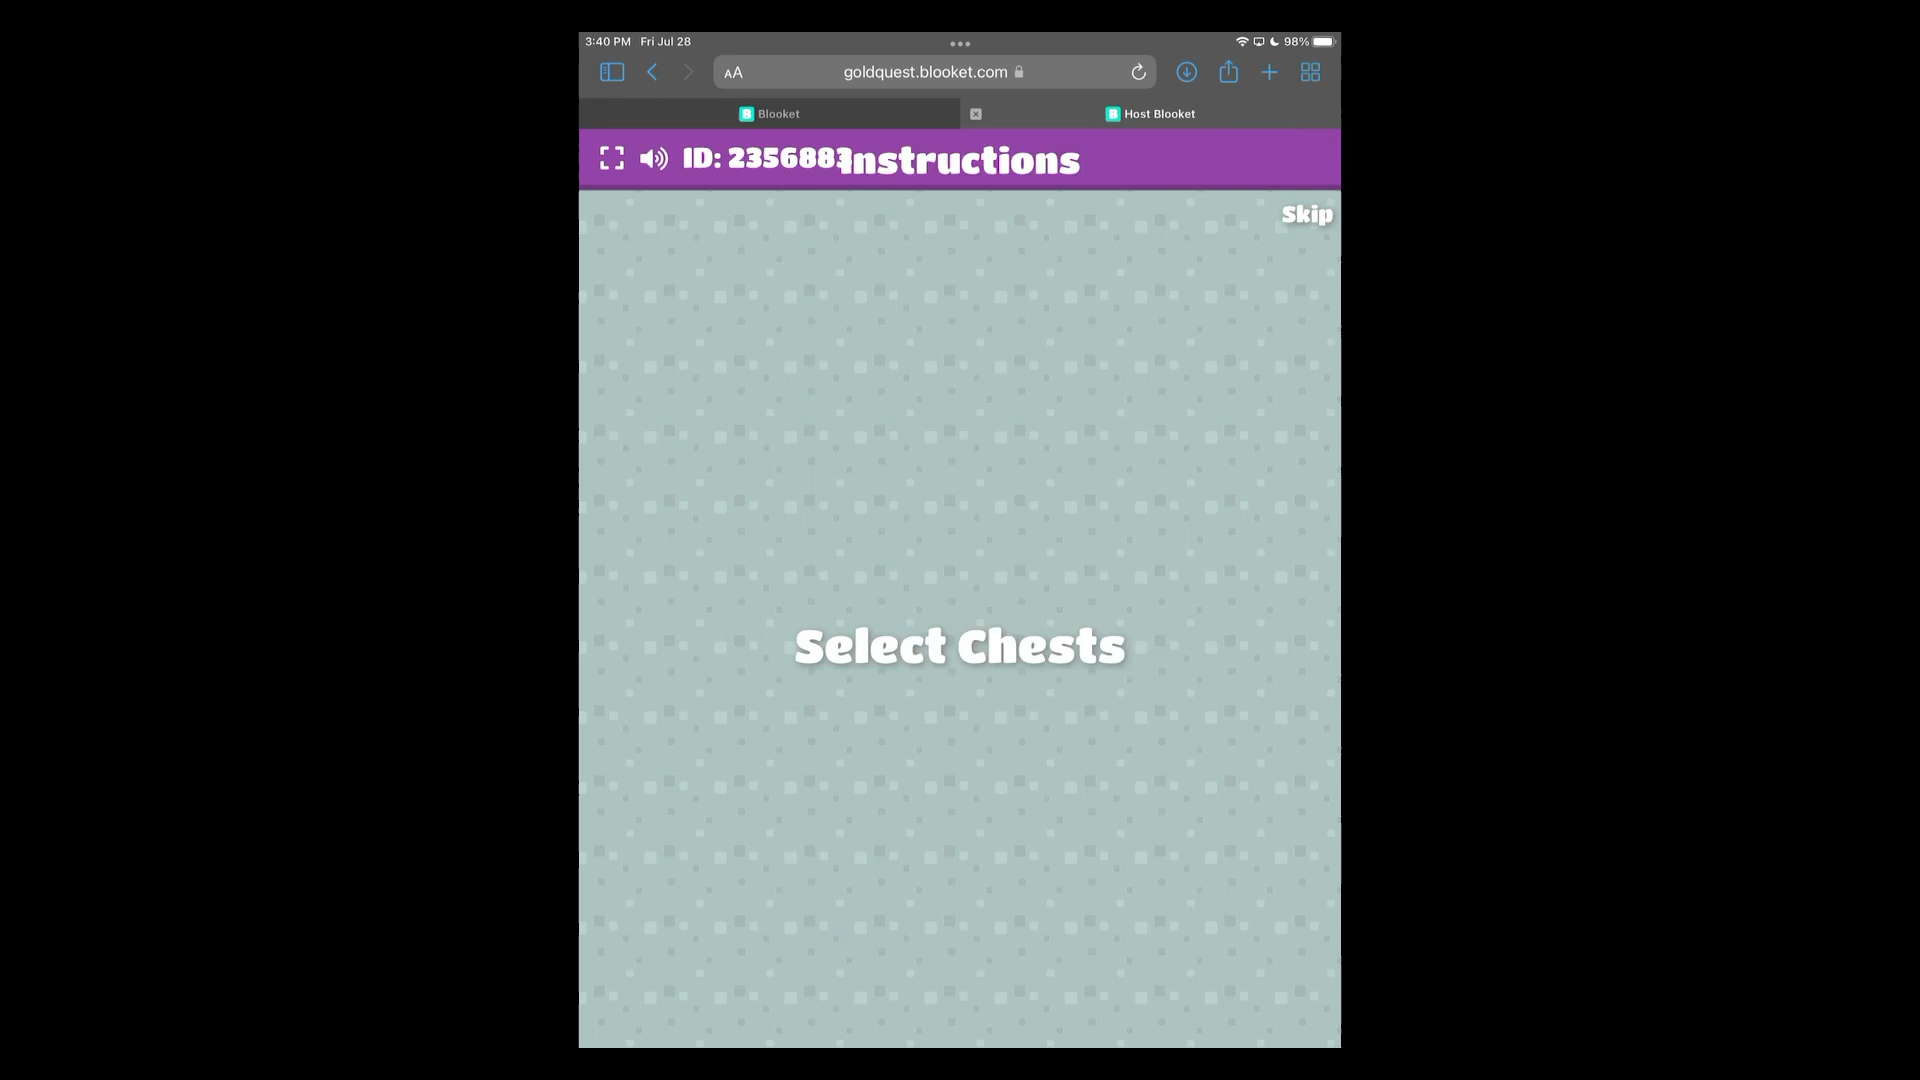 3:40 PM Fri Jul 28
98%
AA
goldquest.blooket.com
B Blooket
B Host Blooket
ID: 2356883
Instructions
Skip
Select Chests